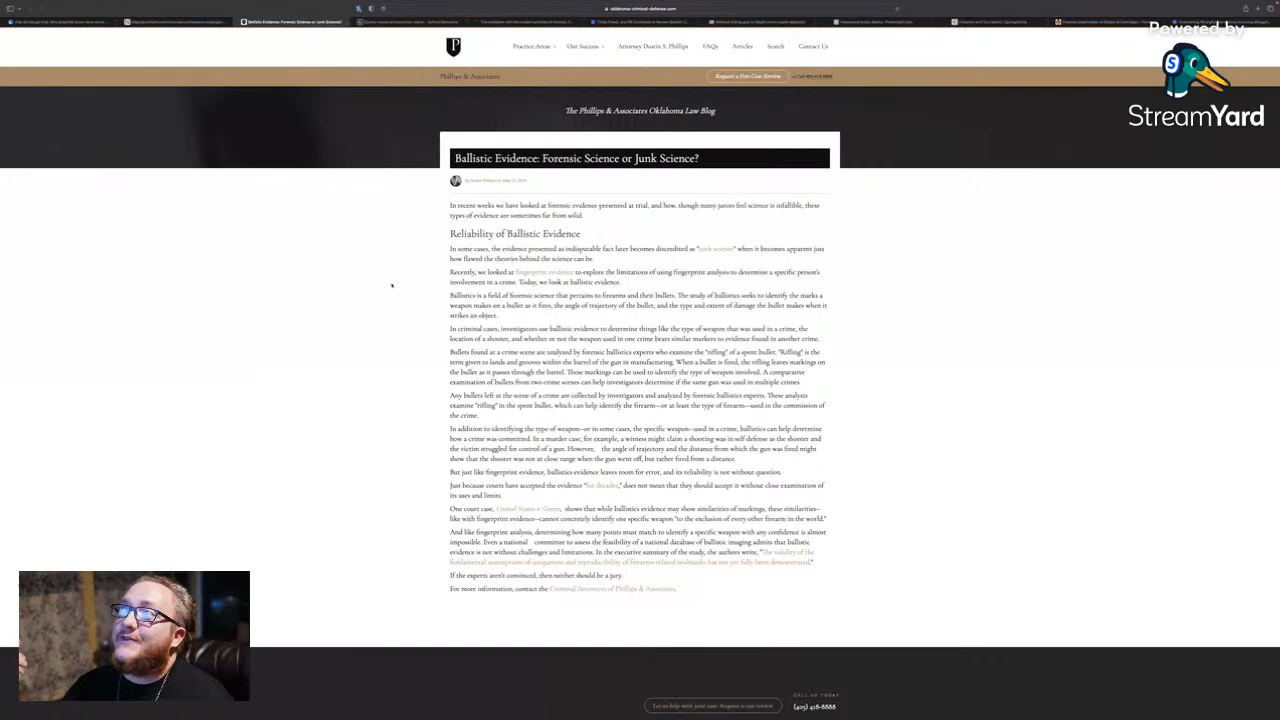 oklahoma-criminal-defense.com
Ballistic Evidence: Forensic Science or Junk Science?
Powered by
StreamYard
Practice Areas
Our Success
Attorney Dustin S. Phillips
FAQs
Articles
Search
Contact Us
Phillips & Associates
Request a Free Case Review
or Call 405-418-8888
The Phillips & Associates Oklahoma Law Blog
Ballistic Evidence: Forensic Science or Junk Science?
In recent weeks we have looked at forensic evidence presented at trial, and how, though many jurors feel science is infallible, these
types of evidence are sometimes far from solid.
Reliability of Ballistic Evidence
In some cases, the evidence presented as indisputable fact later becomes discredited as "junk science" when it becomes apparent just
how flawed the theories behind the science can be.
Recently, we looked at fingerprint evidence to explore the limitations of using fingerprint analysis to determine a specific person's
involvement in a crime. Today, we look at ballistic evidence.
Ballistics is a field of forensic science that pertains to firearms and their bullets. The study of ballistics seeks to identify the marks a
weapon makes on a bullet as it fires, the angle of trajectory of the bullet, and the type and extent of damage the bullet makes when it
strikes an object.
In criminal cases, investigators use ballistic evidence to determine things like the type of weapon that was used in a crime, the
location of a shooter, and whether or not the weapon used in one crime bears similar markers to evidence found in another crime.
Bullets found at a crime scene are analyzed by forensic ballistics experts who examine the "rifling" of a spent bullet. "Rifling" is the
term given to lands and grooves within the barrel of the gun in manufacturing. When a bullet is fired, the rifling leaves markings on
the bullet as it passes through the barrel. These markings can be used to identify the type of weapon involved. A comparative
examination of bullets from two crime scenes can help investigators determine if the same gun was used in multiple crimes
Any bullets left at the scene of a crime are collected by investigators and analyzed by forensic ballistics experts. These analysts
examine "rifling" in the spent bullet, which can help identify the firearm—or at least the type of firearm—used in the commission of
the crime.
In addition to identifying the type of weapon—or in some cases, the specific weapon—used in a crime, ballistics can help determine
how a crime was committed. In a murder case, for example, a witness might claim a shooting was in self defense as the shooter and
the victim struggled for control of a gun. However, the angle of trajectory and the distance from which the gun was fired might
show that the shooter was not at close range when the gun went off, but rather fired from a distance.
But just like fingerprint evidence, ballistics evidence leaves room for error, and its reliability is not without question.
Just because courts have accepted the evidence "for decades," does not mean that they should accept it without close examination of
its uses and limits.
One court case, United States v. Green, shows that while ballistics evidence may show similarities of markings, these similarities—
like with fingerprint evidence—cannot concretely identify one specific weapon "to the exclusion of every other firearm in the world."
And like fingerprint analysis, determining how many points must match to identify a specific weapon with any confidence is almost
impossible. Even a national committee to assess the feasibility of a national database of ballistic imaging admits that ballistic
evidence is not without challenges and limitations. In the executive summary of the study, the authors write, "The validity of the
fundamental assumptions of uniqueness and reproducibility of firearms-related toolmarks has not yet fully been demonstrated."
If the experts aren't convinced, then neither should be a jury.
For more information, contact the Criminal Attorneys of Phillips & Associates.
CALL US TODAY
Let us help with your case. Request a case review
(405) 418-8888